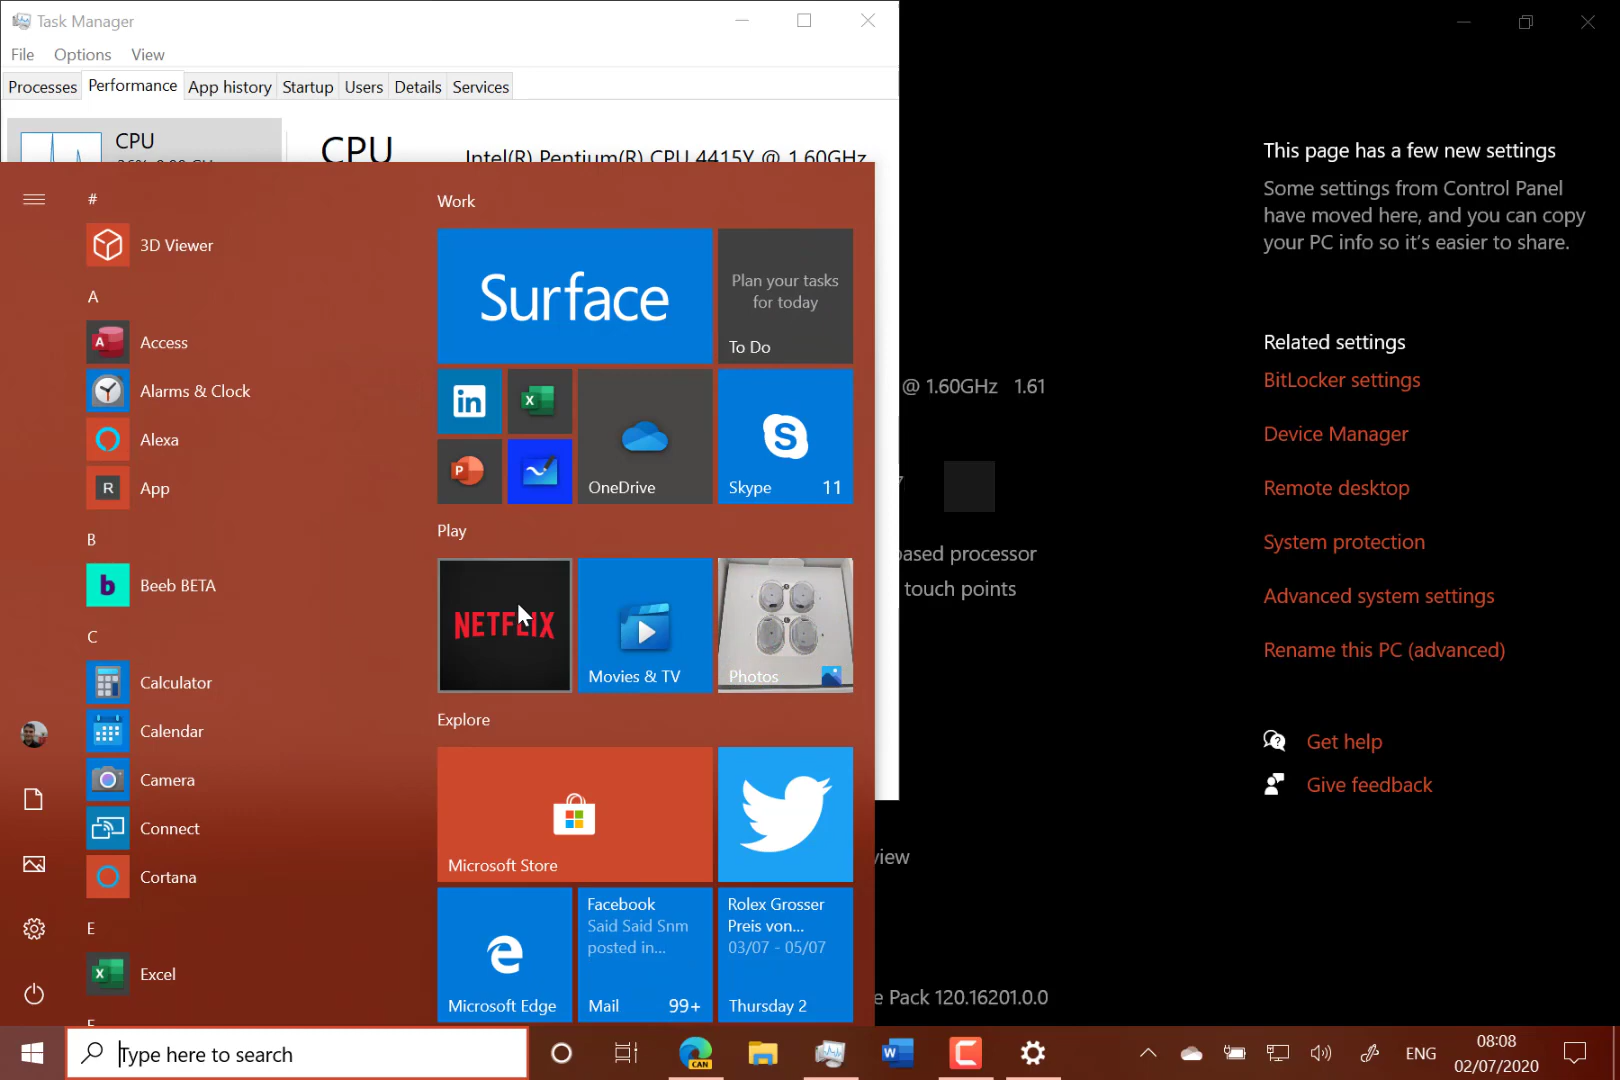 Task Manager
File Options View
Processes Performance App history Startup Users Details Services
CPU
CPU
Intel(R) Pentium(R) CPU 4415Y @ 1.60GHz
#
3D Viewer
A
Access
Alarms & Clock
Alexa
R App
B
b Beeb BETA
C
Calculator
Calendar
Camera
Connect
Cortana
E
Excel
Work
Surface
Plan your tasks
for today
To Do
in
OneDrive
Skype 11
Play
NETFLIX
Movies & TV
Photos
Explore
Microsoft Store
Microsoft Edge
Facebook
Said Said Snm
posted in...
Mail 99+
Rolex Grosser
Preis von...
03/07 - 05/07
Thursday 2
@ 1.60GHz 1.61
ased processor
touch points
view
e Pack 120.16201.0.0
This page has a few new settings
Some settings from Control Panel
have moved here, and you can copy
your PC info so it's easier to share.
Related settings
BitLocker settings
Device Manager
Remote desktop
System protection
Advanced system settings
Rename this PC (advanced)
Get help
Give feedback
Type here to search
CAN
ENG
08:08
02/07/2020